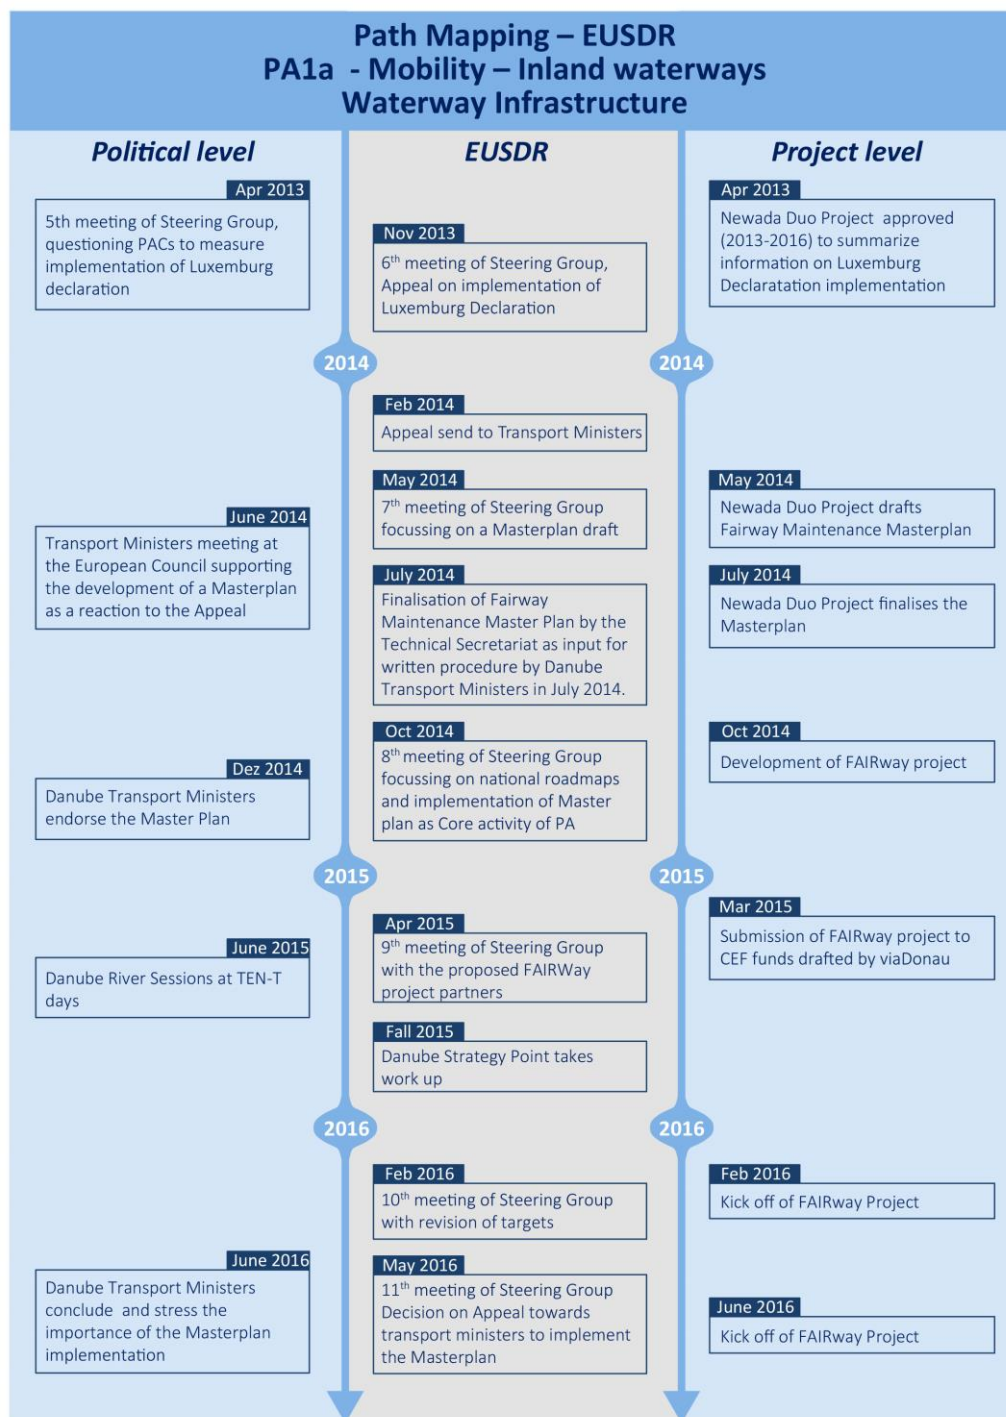 Path Mapping – EUSDR
PA1a - Mobility – Inland waterways
Waterway Infrastructure
Political level
Apr 2013
5th meeting of Steering Group,
questioning PACs to measure
implementation of Luxemburg
declaration
2014
June 2014
Transport Ministers meeting at
the European Council supporting
the development of a Masterplan
as a reaction to the Appeal
Dez 2014
Danube Transport Ministers
endorse the Master Plan
2015
June 2015
Danube River Sessions at TEN-T
days
2016
June 2016
Danube Transport Ministers
conclude and stress the
importance of the Masterplan
implementation
EUSDR
Nov 2013
6th meeting of Steering Group,
Appeal on implementation of
Luxemburg Declaration
Feb 2014
Appeal send to Transport Ministers
May 2014
7th meeting of Steering Group
focussing on a Masterplan draft
July 2014
Finalisation of Fairway
Maintenance Master Plan by the
Technical Secretariat as input for
written procedure by Danube
Transport Ministers in July 2014.
Oct 2014
8th meeting of Steering Group
focussing on national roadmaps
and implementation of Master
plan as Core activity of PA
Apr 2015
9th meeting of Steering Group
with the proposed FAIRWay
project partners
Fall 2015
Danube Strategy Point takes
work up
Feb 2016
10th meeting of Steering Group
with revision of targets
May 2016
11th meeting of Steering Group
Decision on Appeal towards
transport ministers to implement
the Masterplan
Project level
Apr 2013
Newada Duo Project approved
(2013-2016) to summarize
information on Luxemburg
Declaratation implementation
2014
May 2014
Newada Duo Project drafts
Fairway Maintenance Masterplan
July 2014
Newada Duo Project finalises the
Masterplan
Oct 2014
Development of FAIRway project
2015
Mar 2015
Submission of FAIRway project to
CEF funds drafted by viaDonau
2016
Feb 2016
Kick off of FAIRway Project
June 2016
Kick off of FAIRway Project